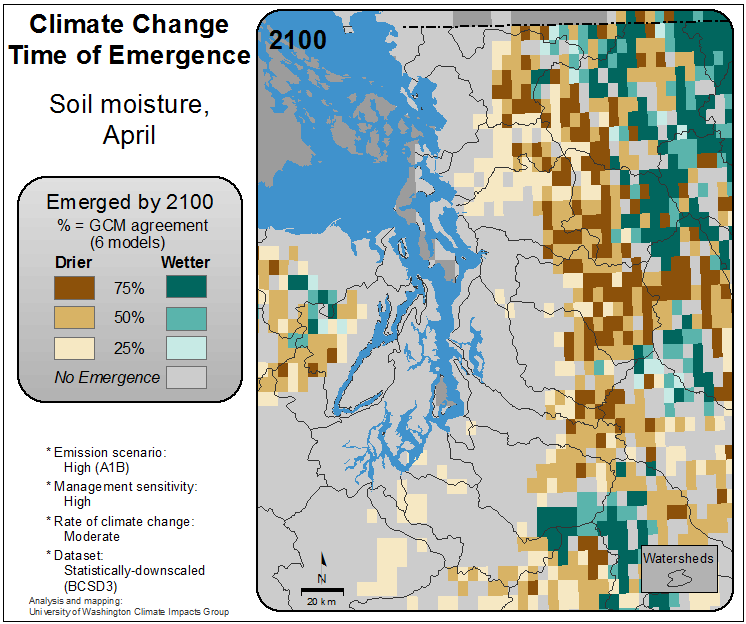 Climate Change
Time of Emergence
Soil moisture,
April
Emerged by 2100
% = GCM agreement
(6 models)
Drier Wetter
75%
50%
25%
No Emergence
* Emission scenario:
High (A1B)
* Management sensitivity:
High
* Rate of climate change:
Moderate
* Dataset:
Statistically-downscaled
(BCSD3)
Analysis and mapping:
University of Washington Climate Impacts Group
2100
N
20 km
Watersheds